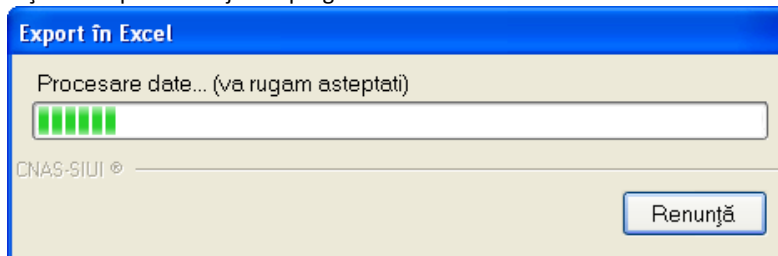 Export în Excel
Procesare date... (va rugam asteptati)
CNAS-SIUI ®
Renunţă